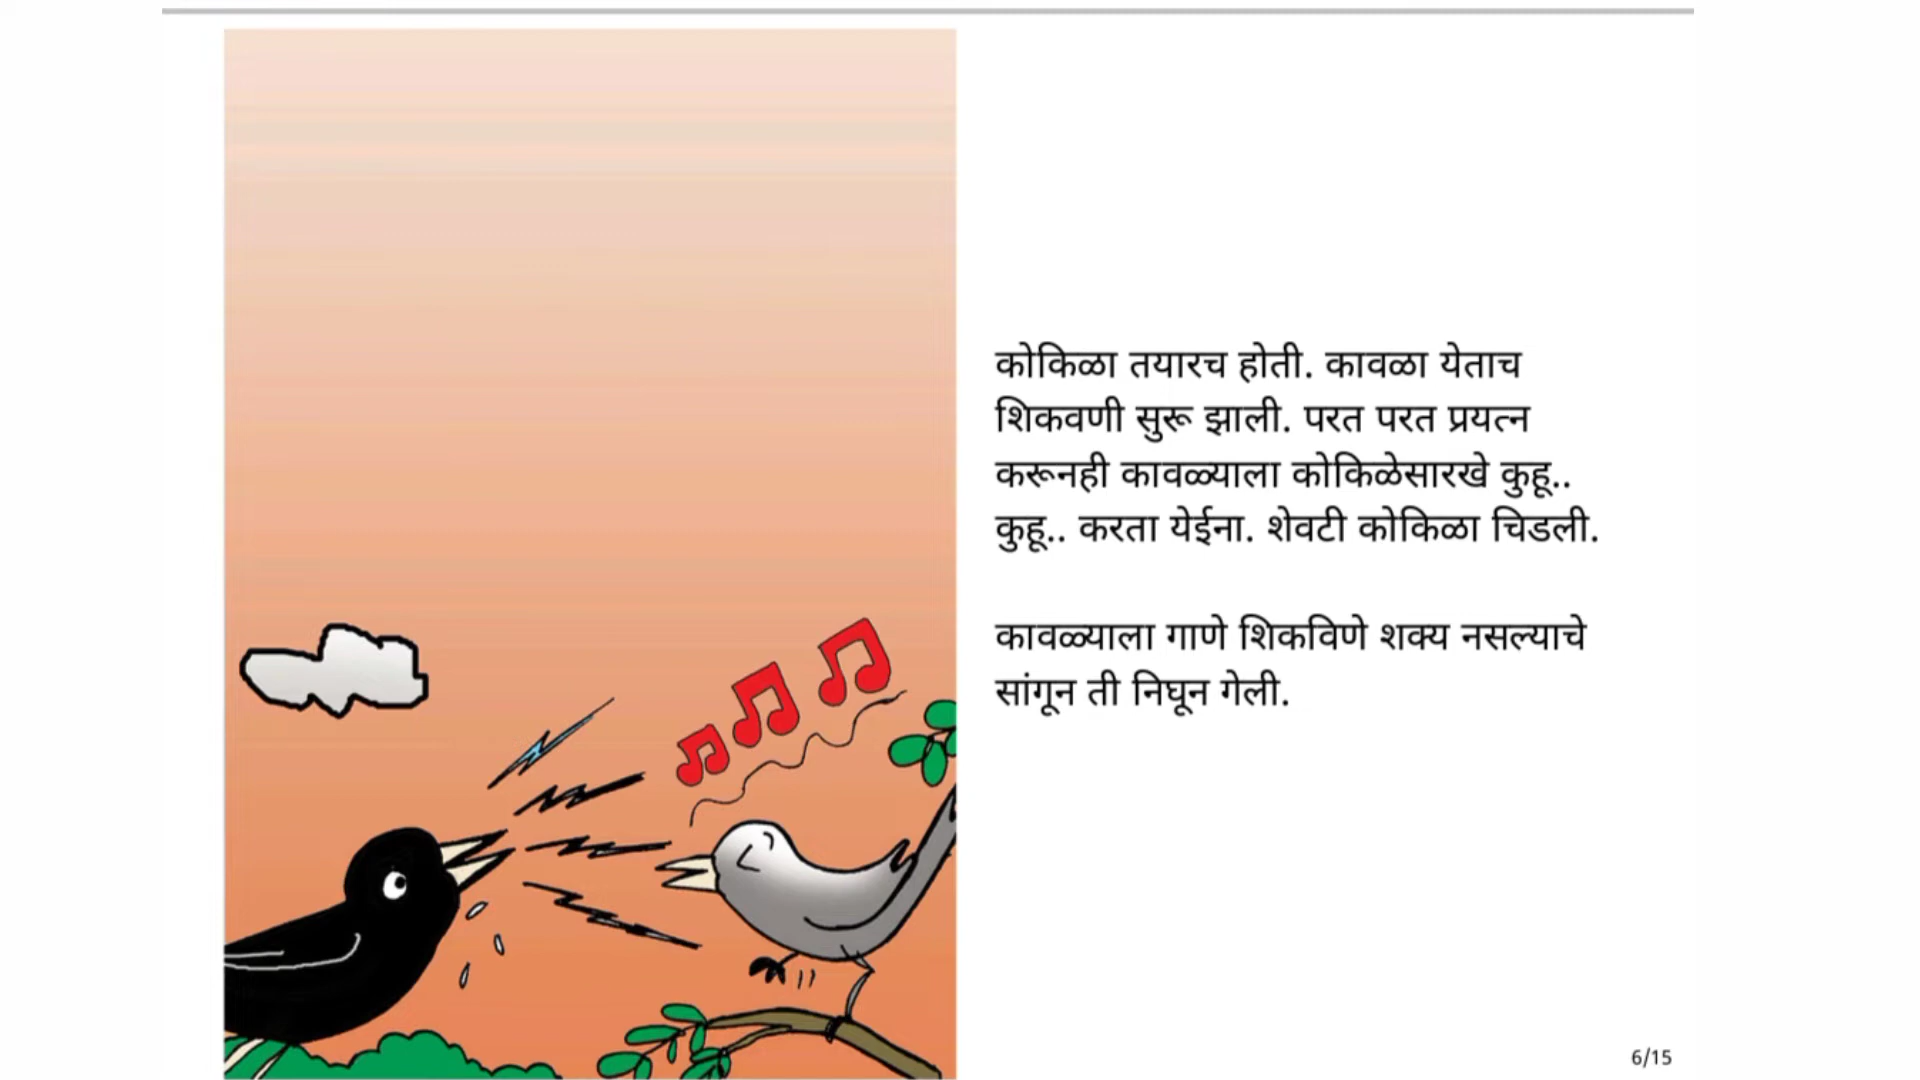 कोकिळा तयारच होती. कावळा येताच
शिकवणी सुरू झाली. परत परत प्रयत्न
करूनही कावळ्याला कोकिळेसारखे कुहू..
कुहू.. करता येईना. शेवटी कोकिळा चिडली.
कावळ्याला गाणे शिकविणे शक्य नसल्याचे
सांगून ती निघून गेली.
6/15